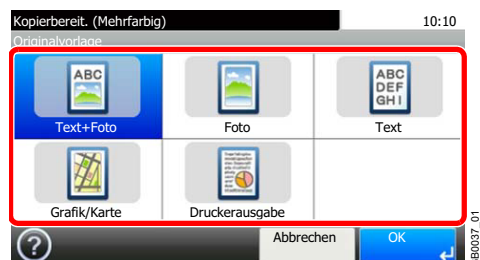 Kopierbereit. (Mehrfarbig) 10:10
Originalvorlage
ABC
ABC
DEF
GHI
Text+Foto Foto Text
Grafik/Karte Druckerausgabe
? Abbrechen OK
B0037_01